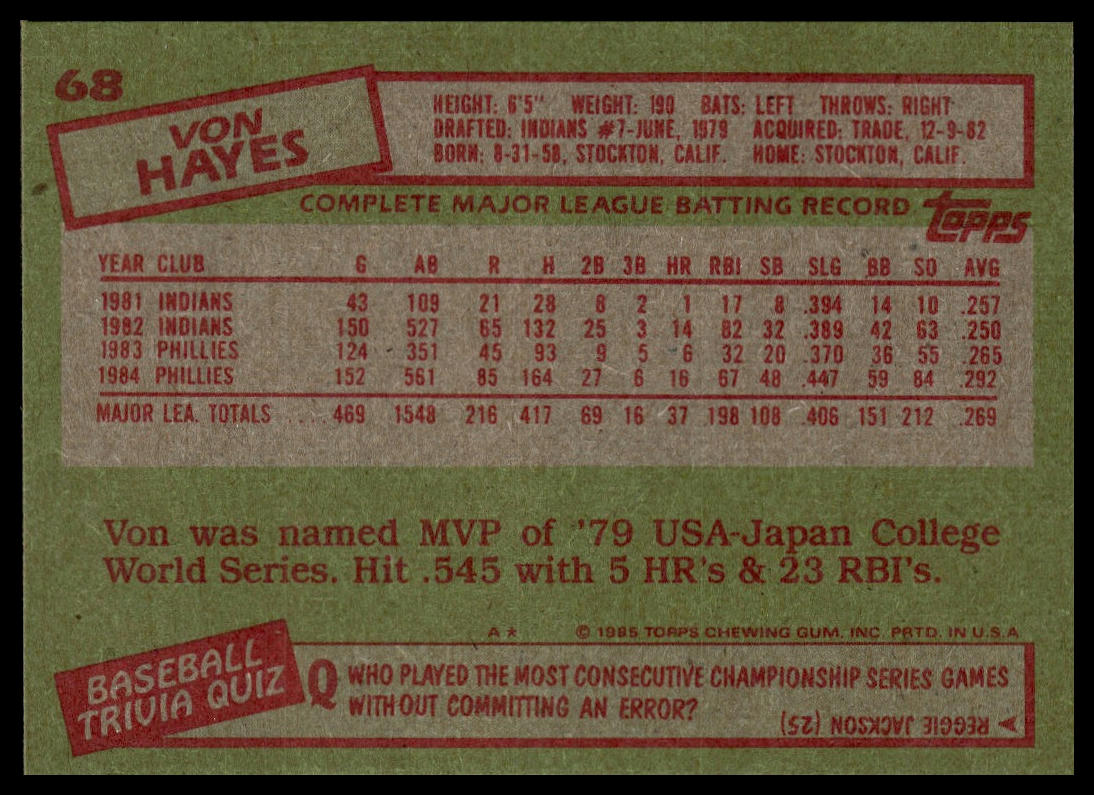 68
VON
HAYES
HEIGHT: 6'5" WEIGHT: 190 BATS: LEFT THROWS: RIGHT
DRAFTED: INDIANS #7-JUNE, 1979 ACQUIRED: TRADE, 12-9-82
BORN: 8-31-58, STOCKTON, CALIF. HOME: STOCKTON, CALIF.
COMPLETE MAJOR LEAGUE BATTING RECORD
TOPPS
YEAR CLUB G AB R H 2B 3B HR RBI SB SLG BB SO AVG
1981 INDIANS 43 109 21 28 8 2 1 17 8 .394 14 10 .257
1982 INDIANS 150 527 65 132 25 3 14 82 32 .389 42 63 .250
1983 PHILLIES 124 351 45 93 9 5 6 32 20 .370 36 55 .265
1984 PHILLIES 152 561 85 164 27 6 16 67 48 .447 59 84 .292
MAJOR LEA. TOTALS .... 469 1548 216 417 69 16 37 198 108 .406 151 212 .269
Von was named MVP of '79 USA-Japan College
World Series. Hit .545 with 5 HR's & 23 RBI's.
A* © 1985 TOPPS CHEWING GUM, INC. PRTD. IN U.S.A.
BASEBALL
TRIVIA QUIZ
Q WHO PLAYED THE MOST CONSECUTIVE CHAMPIONSHIP SERIES GAMES
WITHOUT COMMITTING AN ERROR?
REGGIE JACKSON (25)